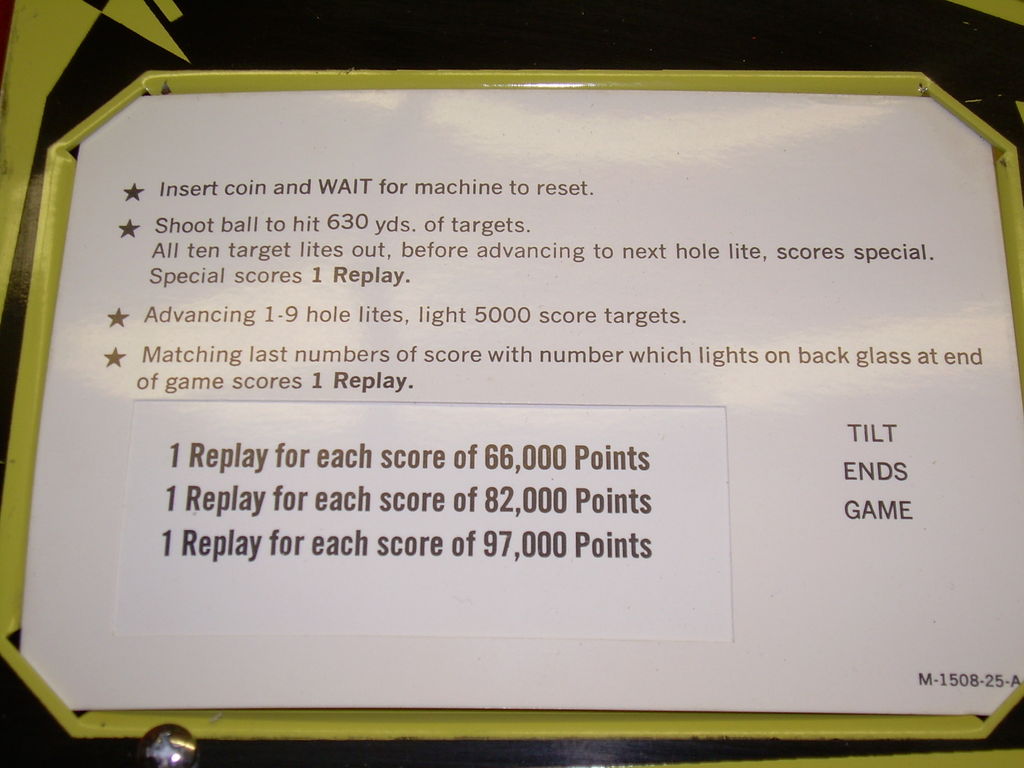 ★ Insert coin and WAIT for machine to reset.
★ Shoot ball to hit 630 yds. of targets.
All ten target lites out, before advancing to next hole lite, scores special.
Special scores 1 Replay.
★ Advancing 1-9 hole lites, light 5000 score targets.
★ Matching last numbers of score with number which lights on back glass at end
of game scores 1 Replay.
1 Replay for each score of 66,000 Points
1 Replay for each score of 82,000 Points
1 Replay for each score of 97,000 Points
TILT
ENDS
GAME
M-1508-25-A